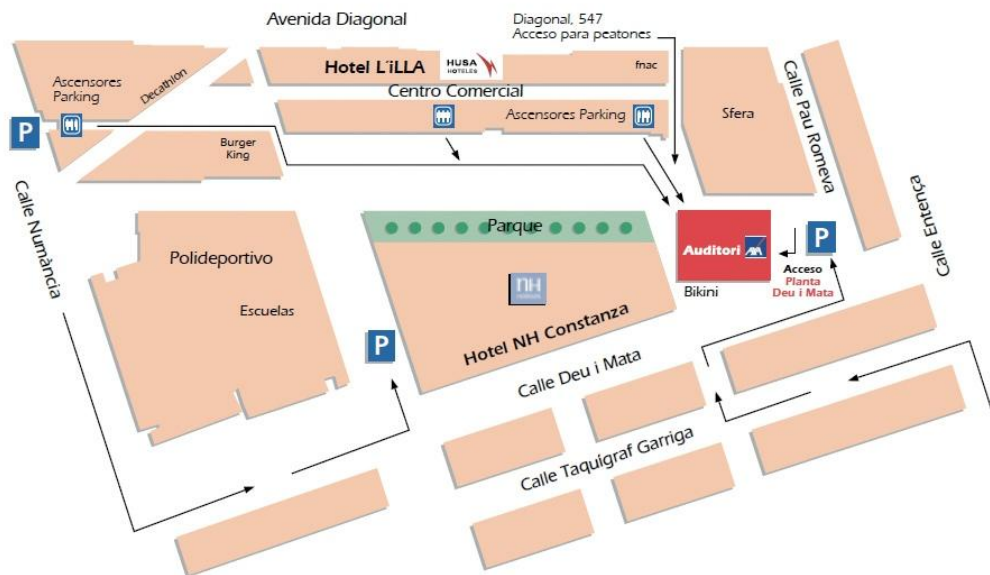 Avenida Diagonal
Diagonal, 547
Acceso para peatones
Hotel L'iLLA
HUSA
HOTELES
fnac
Ascensores
Parking
Decathlon
Centro Comercial
Ascensores Parking
Sfera
Calle Pau Romeva
P
Burger
King
Calle Entença
Calle Numància
Parque
Polideportivo
Auditori
AXA
P
Acceso
Planta
Deu i Mata
Bikini
nh
Escuelas
Hotel NH Constanza
P
Calle Deu i Mata
Calle Taquigraf Garriga